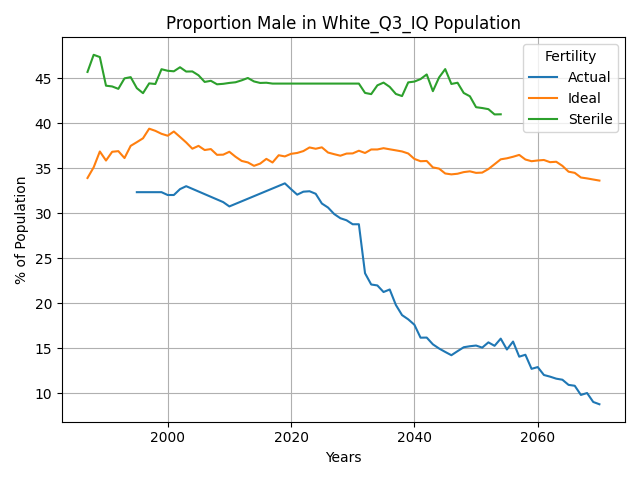 Proportion Male in White_Q3_IQ Population
Fertility
Actual
Ideal
Sterile
% of Population
45
40
35
30
25
20
15
10
2000 2020 2040 2060
Years